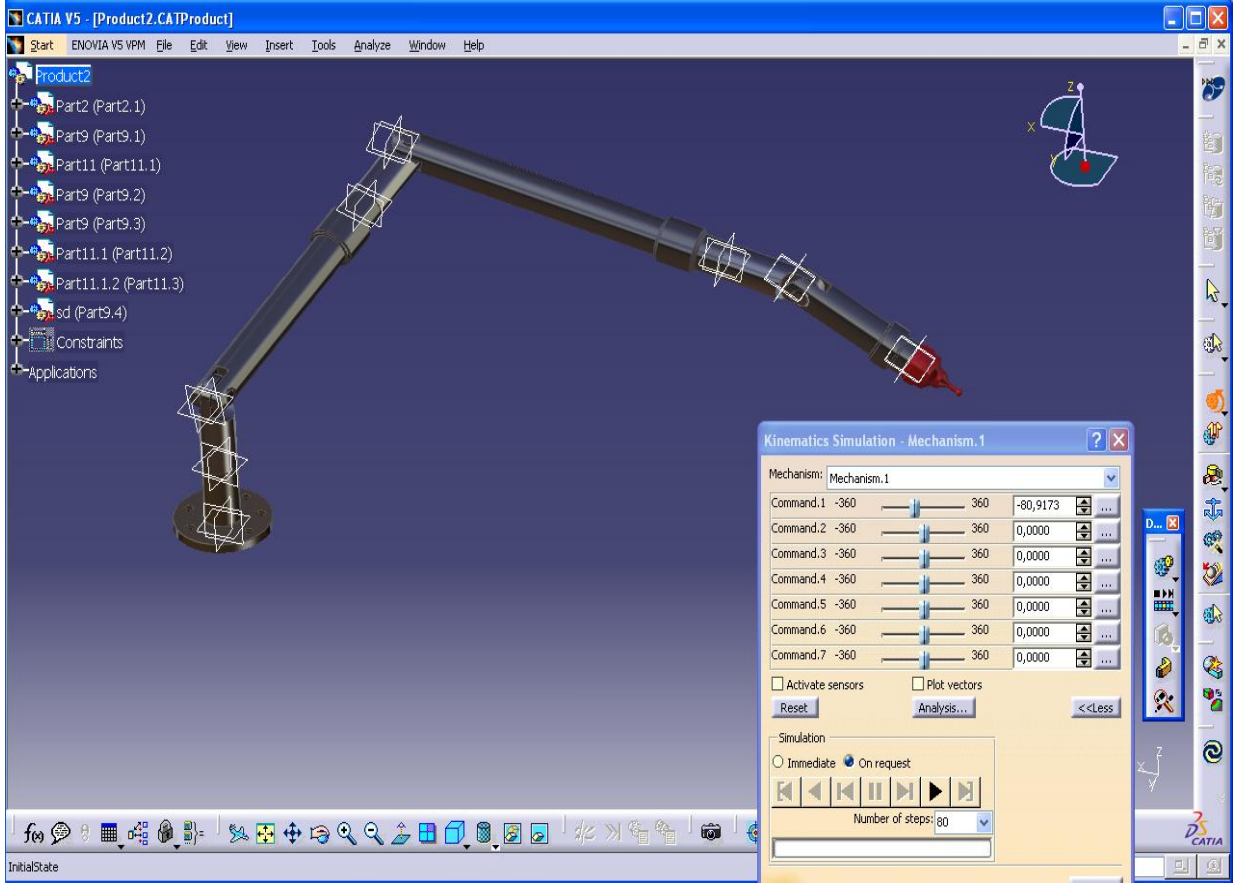 CATIA V5 - [Product2.CATProduct]
Start ENOVIA V5 VPM File Edit View Insert Tools Analyze Window Help
Product2
Part2 (Part2.1)
Part9 (Part9.1)
Part11 (Part11.1)
Part9 (Part9.2)
Part9 (Part9.3)
Part11.1 (Part11.2)
Part11.1.2 (Part11.3)
sd (Part9.4)
Constraints
Applications
z
x
y
Kinematics Simulation - Mechanism.1
Mechanism: Mechanism.1
Command.1 -360 360 -80,9173 ...
Command.2 -360 360 0,0000 ...
Command.3 -360 360 0,0000 ...
Command.4 -360 360 0,0000 ...
Command.5 -360 360 0,0000 ...
Command.6 -360 360 0,0000 ...
Command.7 -360 360 0,0000 ...
Activate sensors Plot vectors
Reset Analysis... <<Less
Simulation
Immediate On request
Number of steps: 80
D...
z
x
y
f(x)
CATIA
InitialState